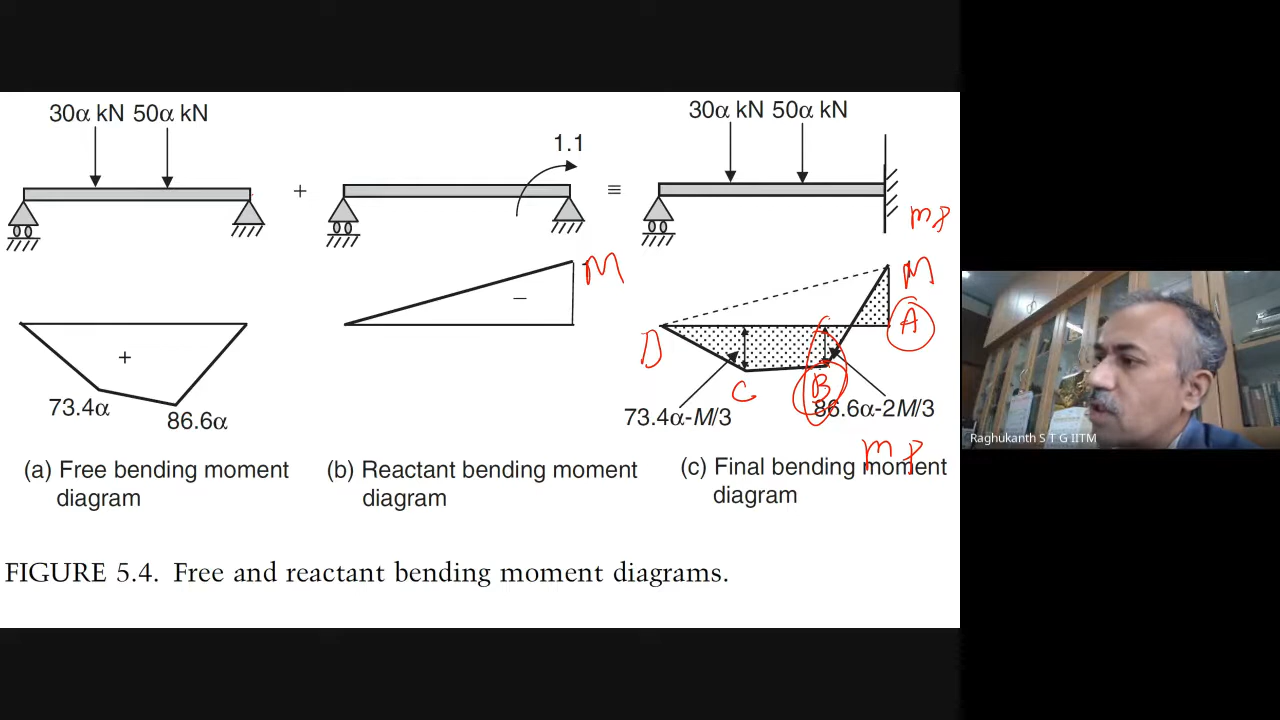 30α kN 50α kN
1.1
30α kN 50α kN
+
≡
mp
M
M
A
D
−
+
C
B
73.4α
86.6α
73.4α-M/3
86.6α-2M/3
mp
(a) Free bending moment
diagram
(b) Reactant bending moment
diagram
(c) Final bending moment
diagram
FIGURE 5.4. Free and reactant bending moment diagrams.
Raghukanth S T G IITM